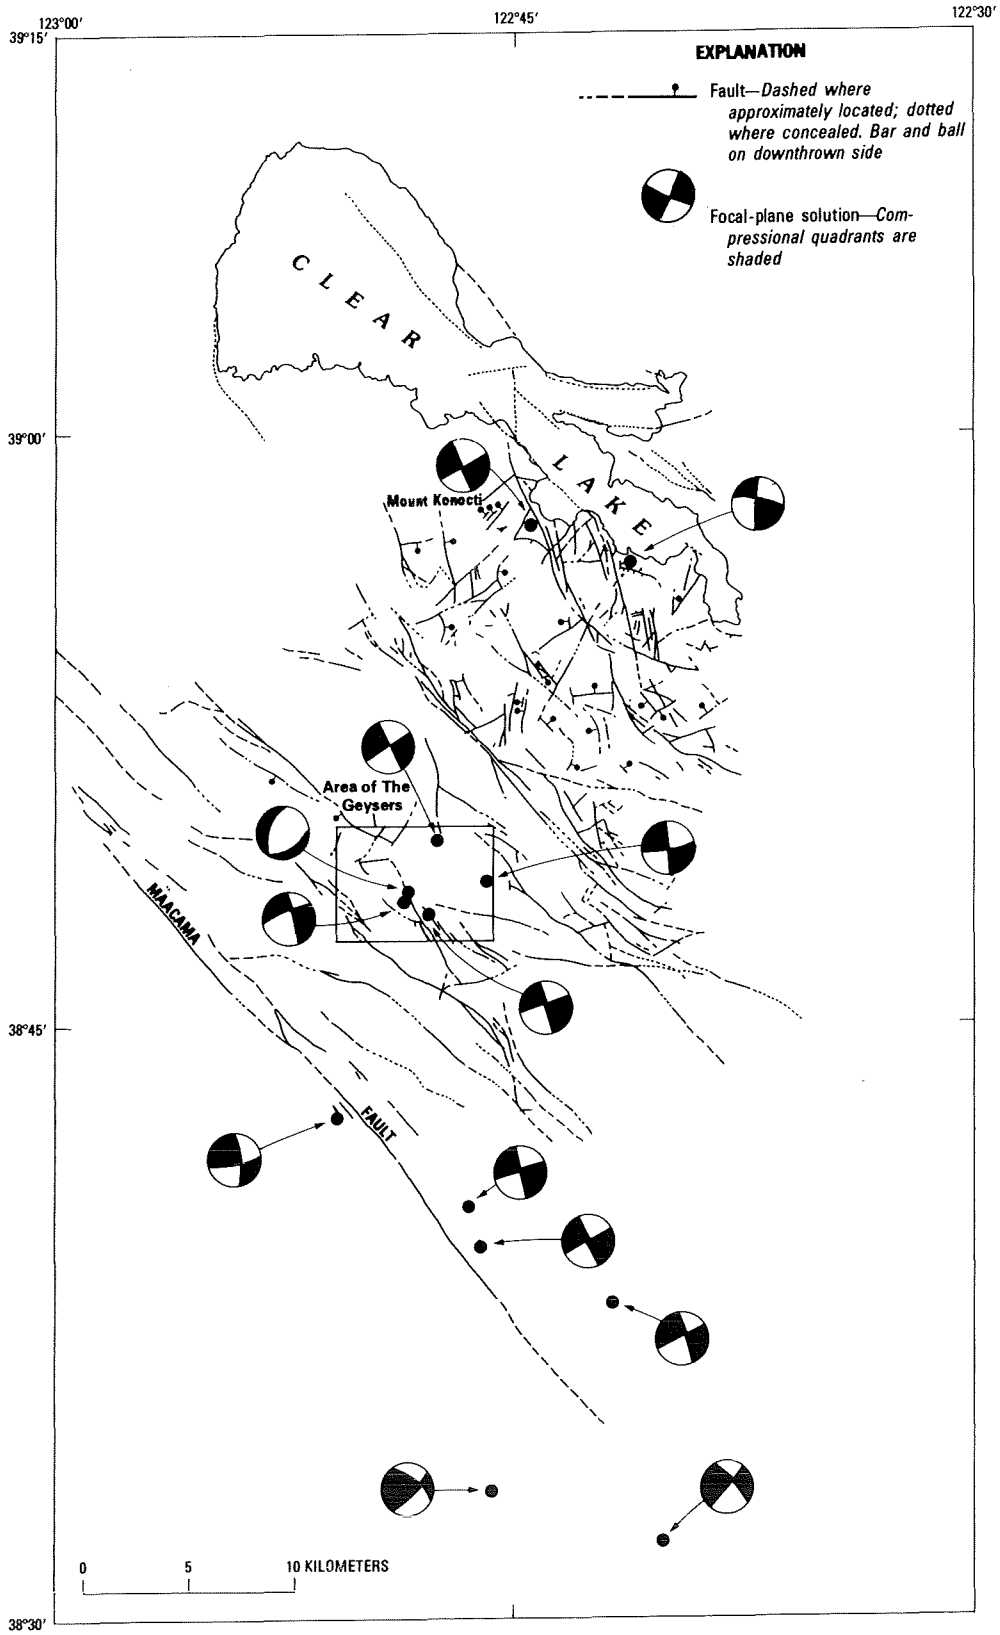 123°00'
122°45'
122°30'
39°15'
EXPLANATION
Fault—Dashed where
approximately located; dotted
where concealed. Bar and ball
on downthrown side
Focal-plane solution—Com-
pressional quadrants are
shaded
CLEAR
39°00'
LAKE
Mount Konocti
Area of The
Geysers
MAACAMA
38°45'
FAULT
0 5 10 KILOMETERS
38°30'